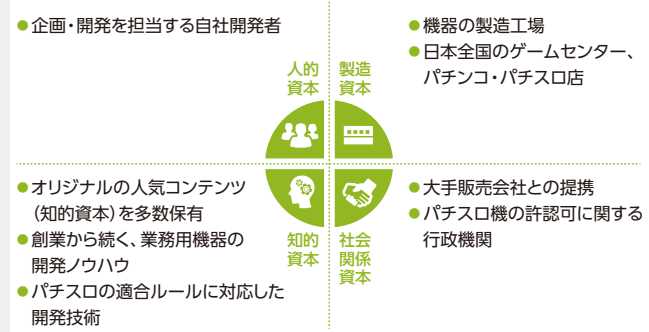 ●企画・開発を担当する自社開発者
●機器の製造工場
●日本全国のゲームセンター、
パチンコ・パチスロ店
人的
資本
製造
資本
●オリジナルの人気コンテンツ
（知的資本）を多数保有
●創業から続く、業務用機器の
開発ノウハウ
●パチスロの適合ルールに対応した
開発技術
知的
資本
社会
関係
資本
●大手販売会社との提携
●パチスロ機の許認可に関する
行政機関